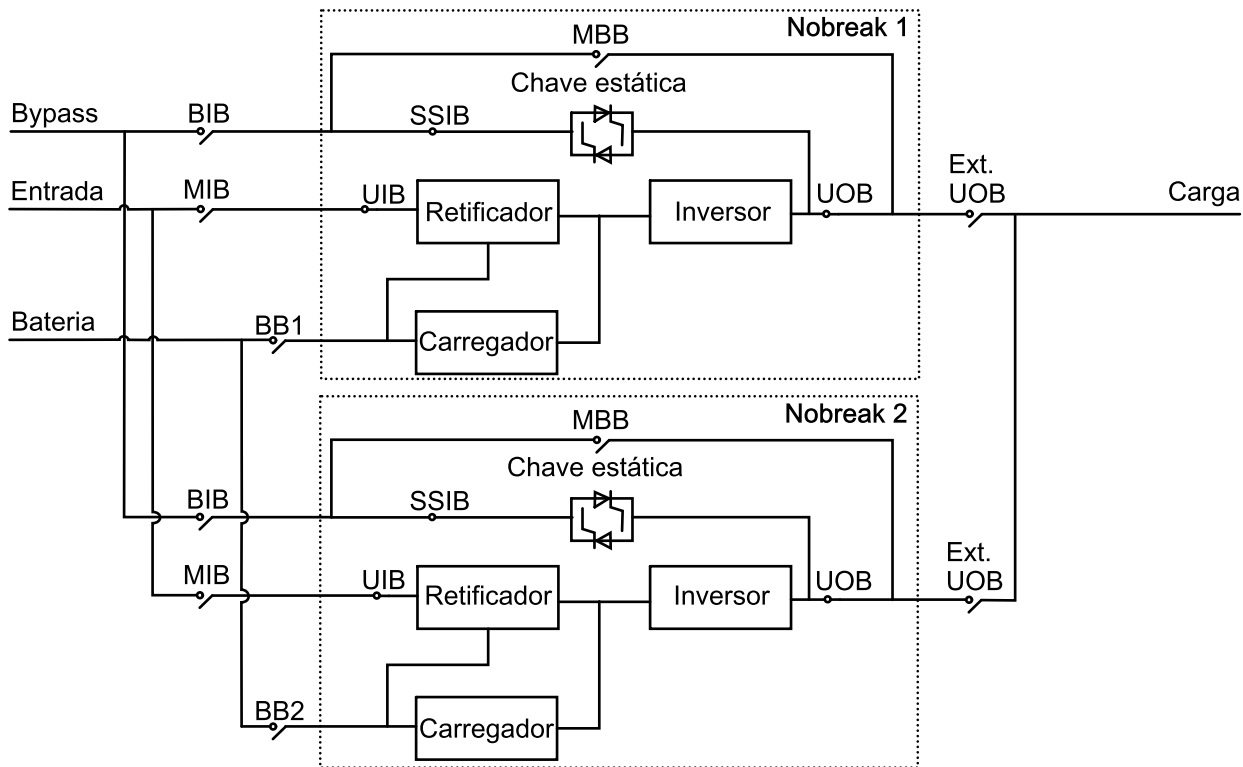 Nobreak 1
MBB
Chave estática
Bypass
BIB
SSIB
Entrada
MIB
UIB
Retificador
Inversor
UOB
Ext.
UOB
Carga
Bateria
BB1
Carregador
Nobreak 2
MBB
Chave estática
BIB
SSIB
MIB
UIB
Retificador
Inversor
UOB
Ext.
UOB
BB2
Carregador